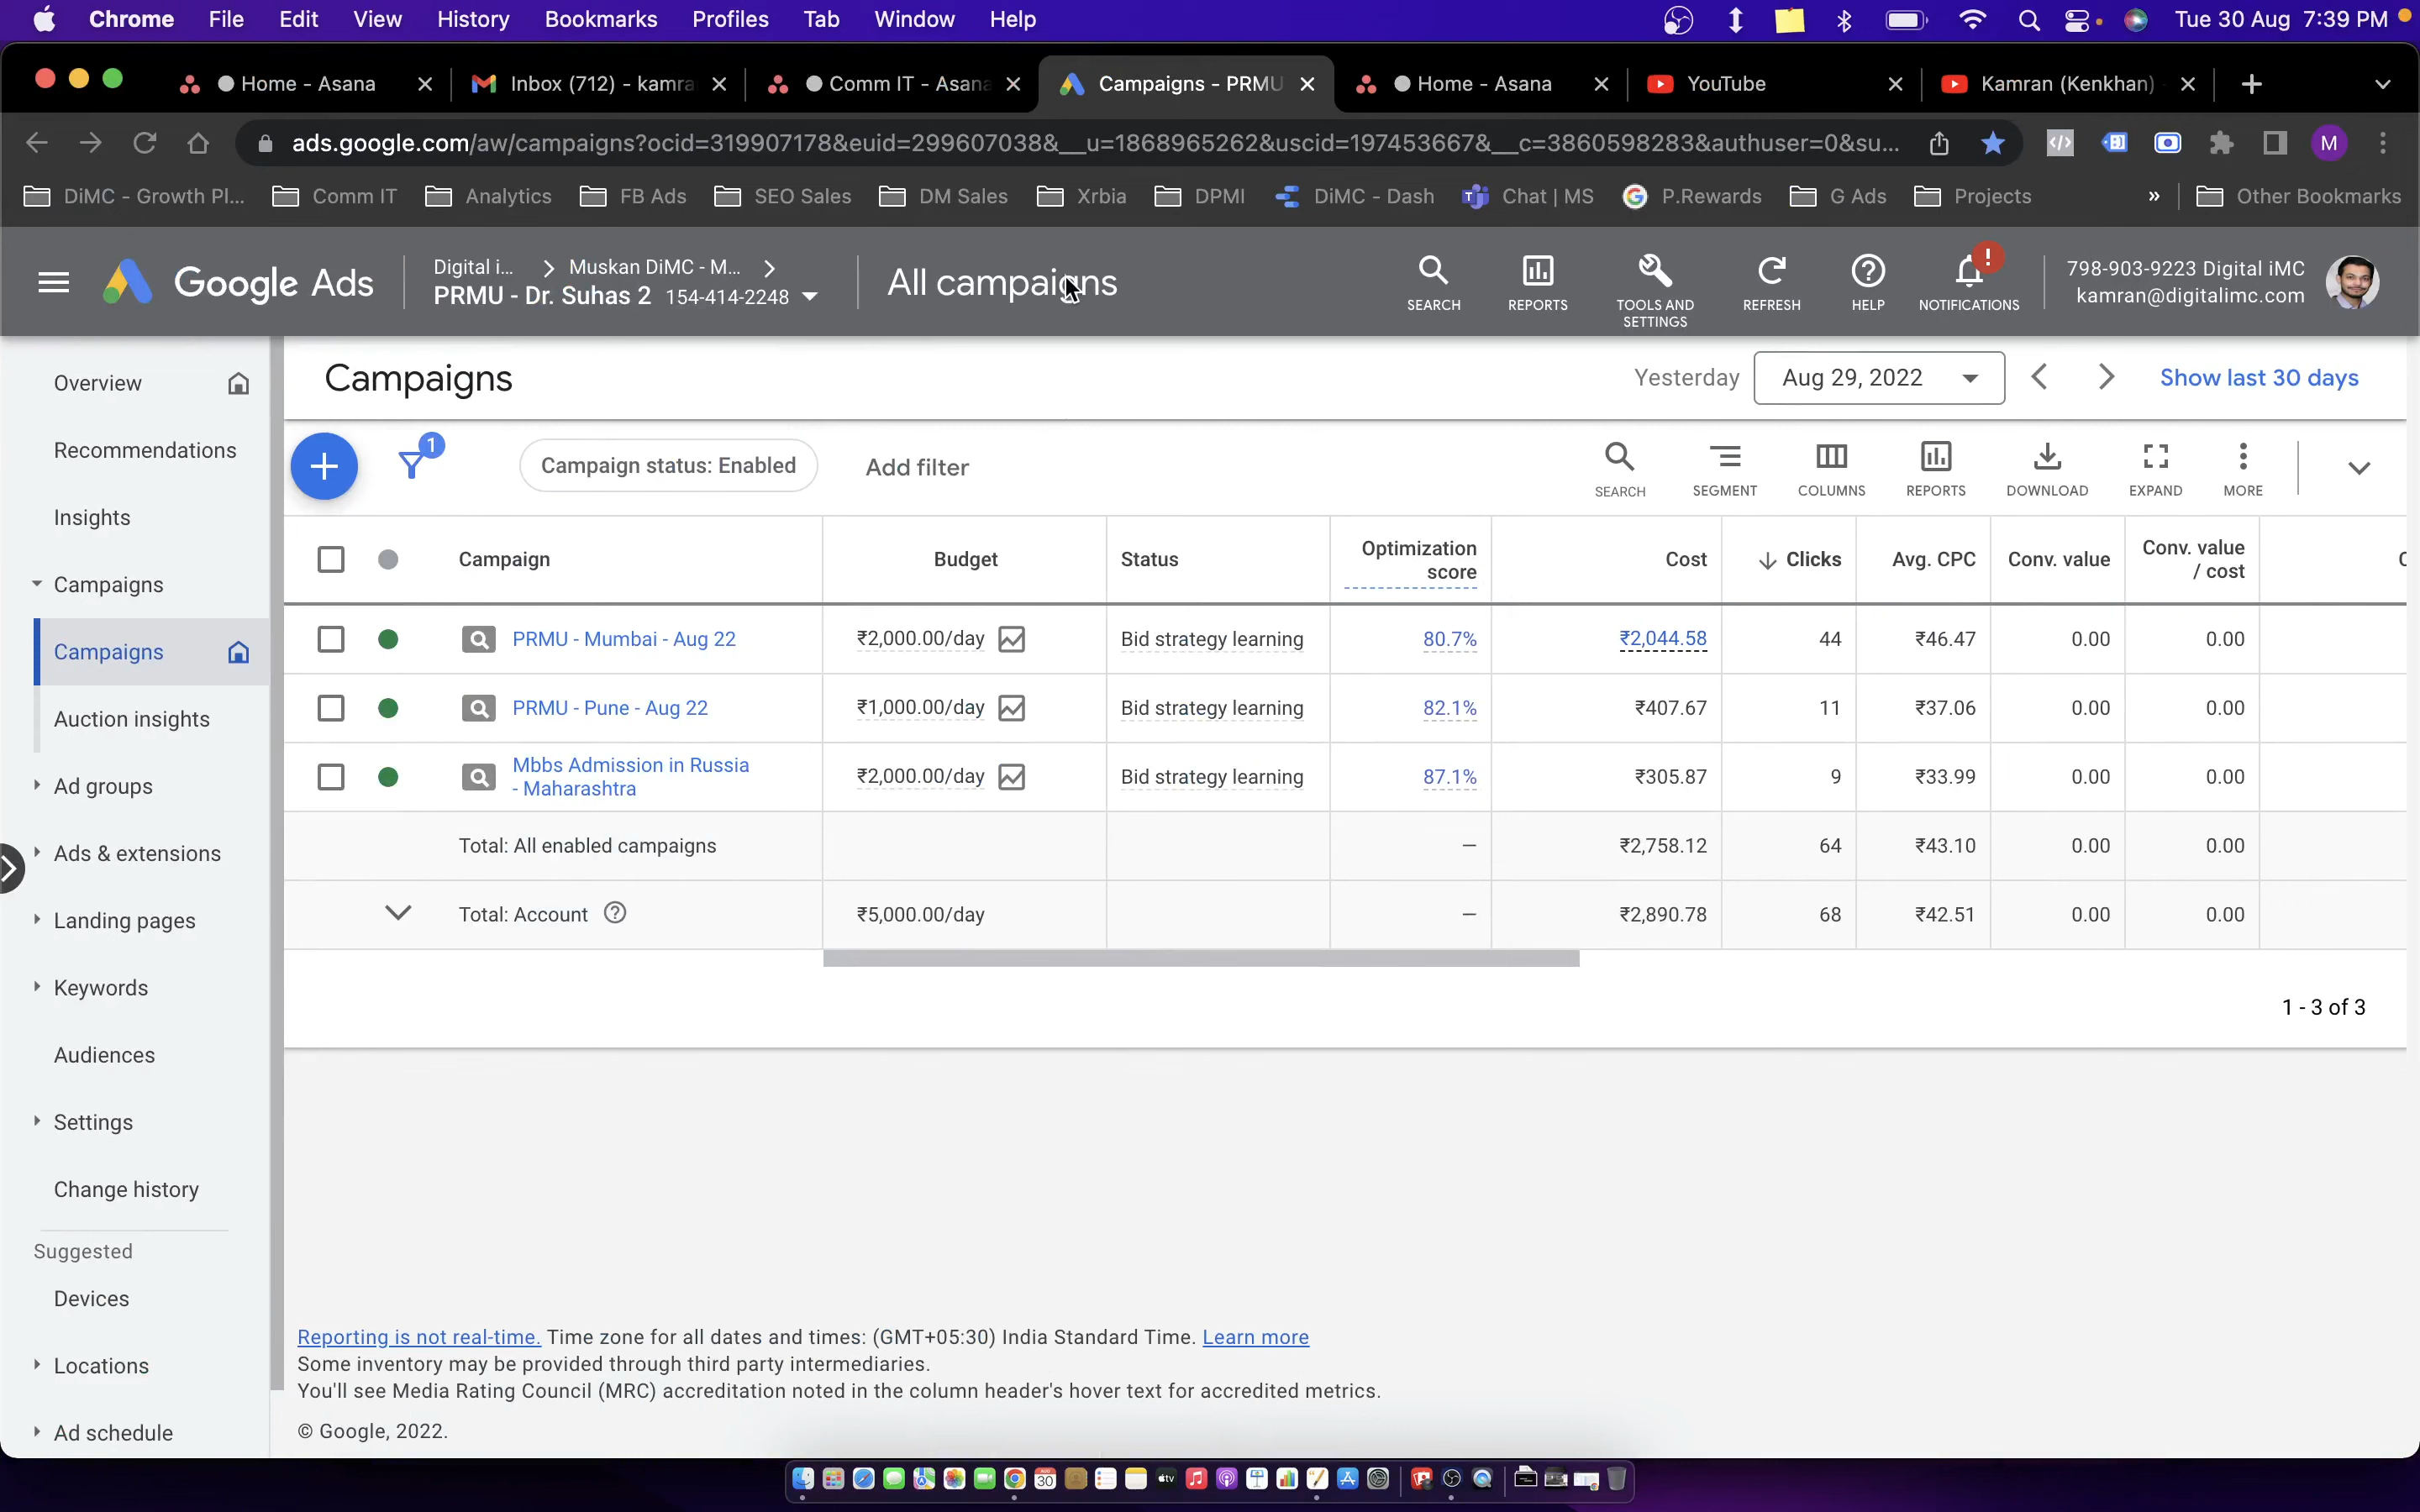 Chrome File Edit View History Bookmarks Profiles Tab Window Help Tue 30 Aug 7:39 PM
Home - Asana Inbox (712) - kamra Comm IT - Asana Campaigns - PRMU Home - Asana YouTube Kamran (Kenkhan)
ads.google.com/aw/campaigns?ocid=319907178&euid=299607038&__u=1868965262&uscid=197453667&__c=3860598283&authuser=0&su... M
DiMC - Growth Pl... Comm IT Analytics FB Ads SEO Sales DM Sales Xrbia DPMI DiMC - Dash Chat | MS P.Rewards G Ads Projects » Other Bookmarks
Google Ads
Digital i... Muskan DiMC - M...
PRMU - Dr. Suhas 2 154-414-2248
All campaigns
SEARCH
REPORTS
TOOLS AND
SETTINGS
REFRESH
HELP
!
NOTIFICATIONS
798-903-9223 Digital iMC
kamran@digitalimc.com
Overview
Recommendations
Insights
Campaigns
Campaigns
Auction insights
Ad groups
Ads & extensions
Landing pages
Keywords
Audiences
Settings
Change history
Suggested
Devices
Locations
Ad schedule
Campaigns
Yesterday Aug 29, 2022 Show last 30 days
1
Campaign status: Enabled Add filter
SEARCH SEGMENT COLUMNS REPORTS DOWNLOAD EXPAND MORE
Campaign Budget Status Optimization score Cost Clicks Avg. CPC Conv. value Conv. value / cost C
PRMU - Mumbai - Aug 22 ₹2,000.00/day Bid strategy learning 80.7% ₹2,044.58 44 ₹46.47 0.00 0.00
PRMU - Pune - Aug 22 ₹1,000.00/day Bid strategy learning 82.1% ₹407.67 11 ₹37.06 0.00 0.00
Mbbs Admission in Russia
- Maharashtra
₹2,000.00/day Bid strategy learning 87.1% ₹305.87 9 ₹33.99 0.00 0.00
Total: All enabled campaigns – ₹2,758.12 64 ₹43.10 0.00 0.00
Total: Account ₹5,000.00/day – ₹2,890.78 68 ₹42.51 0.00 0.00
1 - 3 of 3
Reporting is not real-time. Time zone for all dates and times: (GMT+05:30) India Standard Time. Learn more
Some inventory may be provided through third party intermediaries.
You'll see Media Rating Council (MRC) accreditation noted in the column header's hover text for accredited metrics.
© Google, 2022.
30
tv